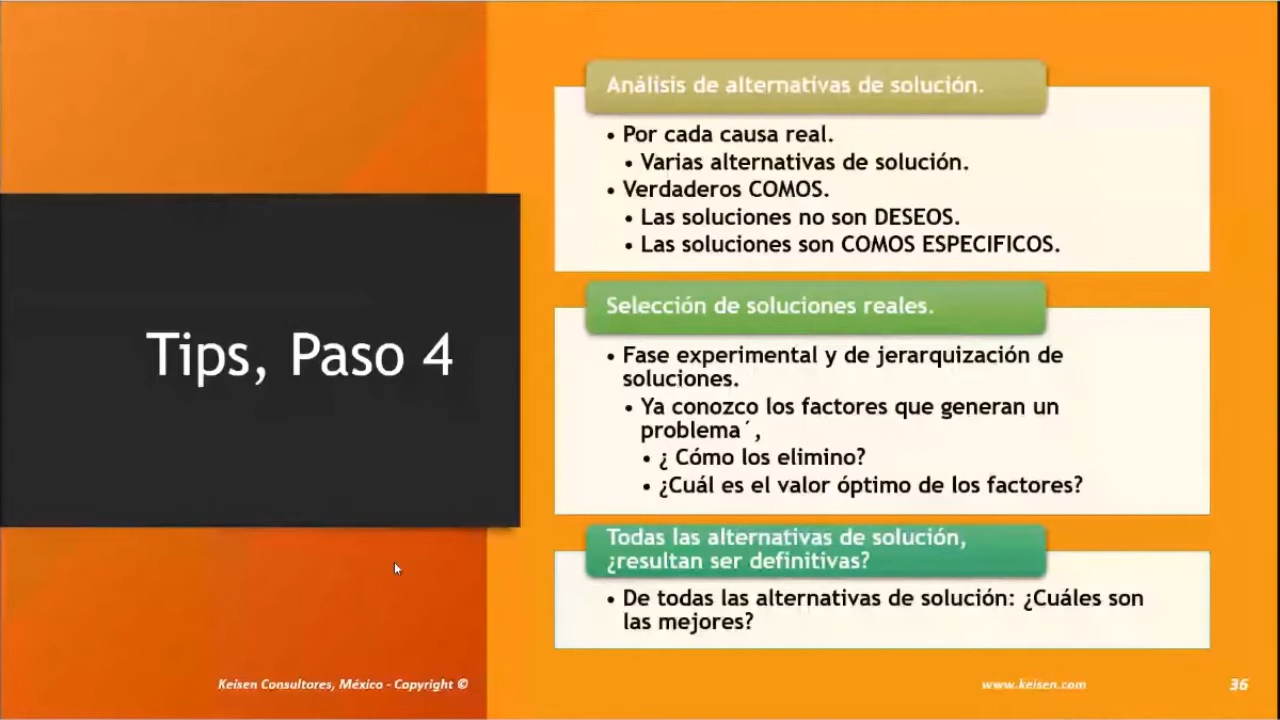 Tips, Paso 4
Análisis de alternativas de solución.
• Por cada causa real.
• Varias alternativas de solución.
• Verdaderos COMOS.
• Las soluciones no son DESEOS.
• Las soluciones son COMOS ESPECIFICOS.
Selección de soluciones reales.
• Fase experimental y de jerarquización de
soluciones.
• Ya conozco los factores que generan un
problema´,
• ¿ Cómo los elimino?
• ¿Cuál es el valor óptimo de los factores?
Todas las alternativas de solución,
¿resultan ser definitivas?
• De todas las alternativas de solución: ¿Cuáles son
las mejores?
Keisen Consultores, México - Copyright ©
www.keisen.com
36